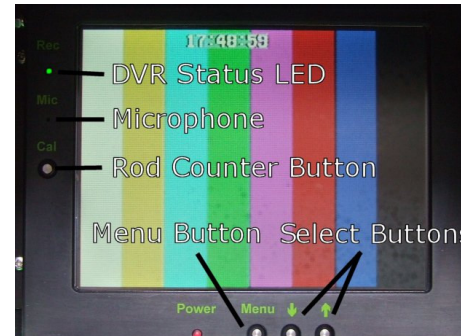 17:48:59
Rec
DVR Status LED
Mic
Microphone
Cal
Rod Counter Button
Menu Button Select Buttons
Power Menu